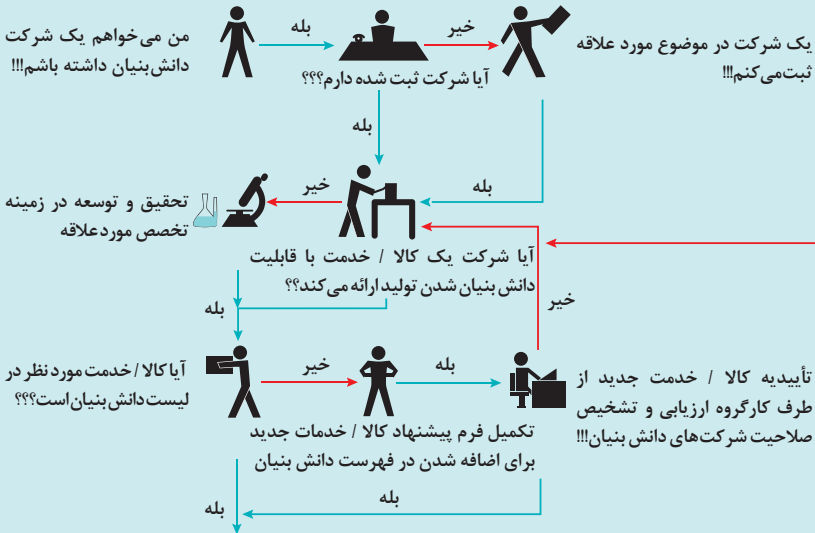 من می‌خواهم یک شرکت
دانش‌بنیان داشته باشم!!!
بله
خیر
آیا شرکت ثبت شده دارم؟؟؟
یک شرکت در موضوع مورد علاقه
ثبت‌می‌کنم!!!
بله
بله
خیر
تحقیق و توسعه در زمینه
تخصص مورد علاقه
آیا شرکت یک کالا / خدمت با قابلیت
دانش بنیان شدن تولید ارائه می‌کند؟؟
بله
خیر
آیا کالا / خدمت مورد نظر در
لیست دانش بنیان است؟؟؟
خیر
بله
تکمیل فرم پیشنهاد کالا / خدمات جدید
برای اضافه شدن در فهرست دانش بنیان
تأییدیه کالا / خدمت جدید از
طرف کارگروه ارزیابی و تشخیص
صلاحیت شرکت‌های دانش بنیان!!!
بله
بله